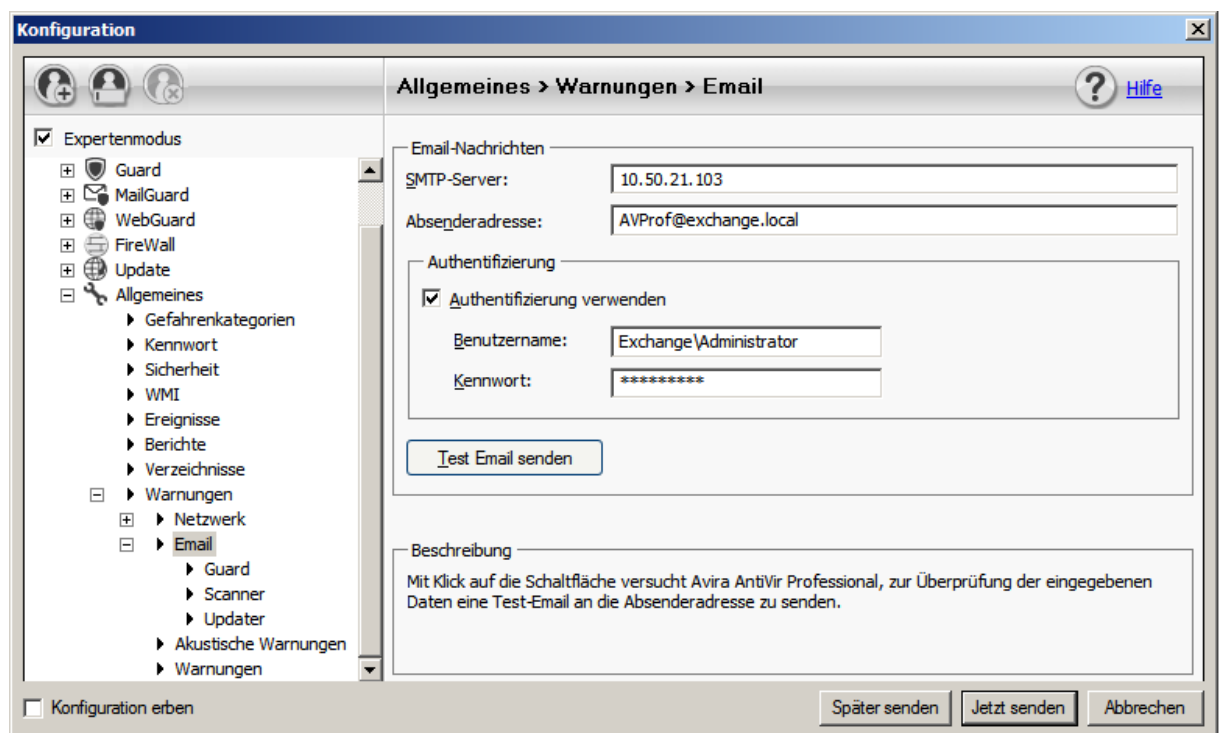 Konfiguration
Allgemeines > Warnungen > Email
? Hilfe
Expertenmodus
Guard
MailGuard
WebGuard
FireWall
Update
Allgemeines
Gefahrenkategorien
Kennwort
Sicherheit
WMI
Ereignisse
Berichte
Verzeichnisse
Warnungen
Netzwerk
Email
Guard
Scanner
Updater
Akustische Warnungen
Warnungen
Email-Nachrichten
SMTP-Server: 10.50.21.103
Absenderadresse: AVProf@exchange.local
Authentifizierung
Authentifizierung verwenden
Benutzername: Exchange\Administrator
Kennwort: *********
Test Email senden
Beschreibung
Mit Klick auf die Schaltfläche versucht Avira AntiVir Professional, zur Überprüfung der eingegebenen
Daten eine Test-Email an die Absenderadresse zu senden.
Konfiguration erben
Später senden Jetzt senden Abbrechen